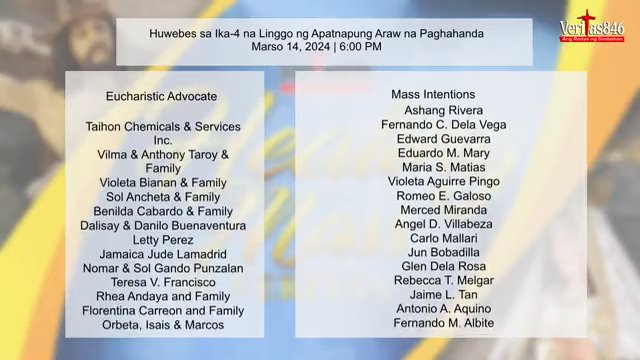 Huwebes sa Ika-4 na Linggo ng Apatnapung Araw na Paghahanda
Marso 14, 2024 | 6:00 PM
Veritas846
Ang Radyo ng Simbahan
Eucharistic Advocate
Taihon Chemicals & Services
Inc.
Vilma & Anthony Taroy &
Family
Violeta Bianan & Family
Sol Ancheta & Family
Benilda Cabardo & Family
Dalisay & Danilo Buenaventura
Letty Perez
Jamaica Jude Lamadrid
Nomar & Sol Gando Punzalan
Teresa V. Francisco
Rhea Andaya and Family
Florentina Carreon and Family
Orbeta, Isais & Marcos
Mass Intentions
Ashang Rivera
Fernando C. Dela Vega
Edward Guevarra
Eduardo M. Mary
Maria S. Matias
Violeta Aguirre Pingo
Romeo E. Galoso
Merced Miranda
Angel D. Villabeza
Carlo Mallari
Jun Bobadilla
Glen Dela Rosa
Rebecca T. Melgar
Jaime L. Tan
Antonio A. Aquino
Fernando M. Albite